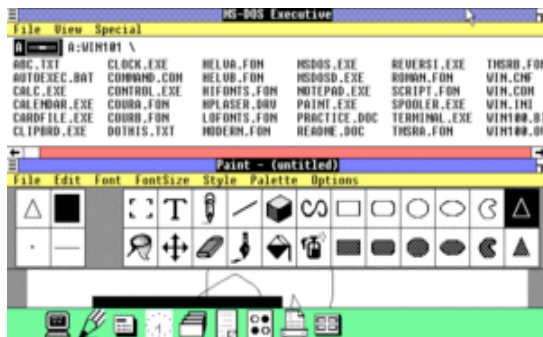 MS-DOS Executive
File View Special
A A:WIN101 \
ABC.TXT CLOCK.EXE HELVA.FON MSDOS.EXE REVERSI.EXE TMSRB.FON
AUTOEXEC.BAT COMMAND.COM HELVB.FON MSDOSD.EXE ROMAN.FON WIN.CNF
CALC.EXE CONTROL.EXE HIFONTS.FON NOTEPAD.EXE SCRIPT.FON WIN.COM
CALENDAR.EXE COURA.FON HPLASER.DRV PAINT.EXE SPOOLER.EXE WIN.INI
CARDFILE.EXE COURB.FON LOFONTS.FON PRACTICE.DOC TERMINAL.EXE WIN100.BI
CLIPBRD.EXE DOTHIS.TXT MODERN.FON README.DOC TMSRA.FON WIN100.OV
Paint - (untitled)
File Edit Font FontSize Style Palette Options
T